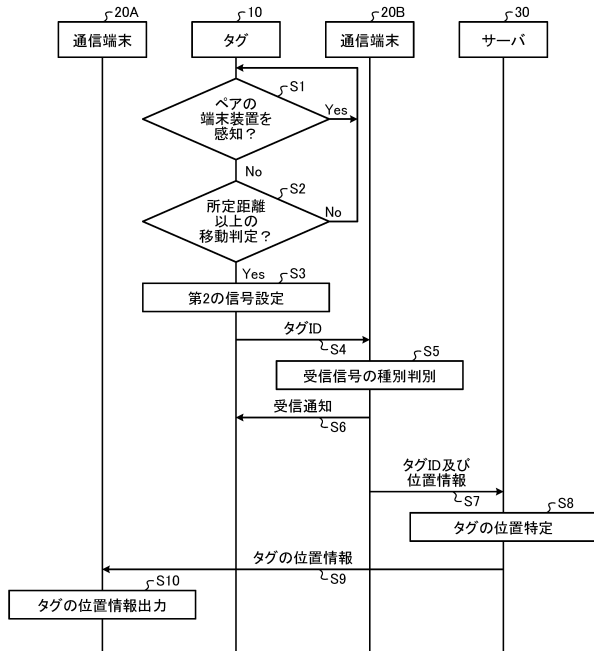 20A
10
20B
30
通信端末
タグ
通信端末
サーバ
S1
ペアの
端末装置を
感知?
Yes
No
S2
所定距離
以上の
移動判定?
No
Yes
S3
第2の信号設定
タグID
S4
S5
受信信号の種別判別
受信通知
S6
タグID及び
位置情報
S7
S8
タグの位置特定
タグの位置情報
S9
S10
タグの位置情報出力